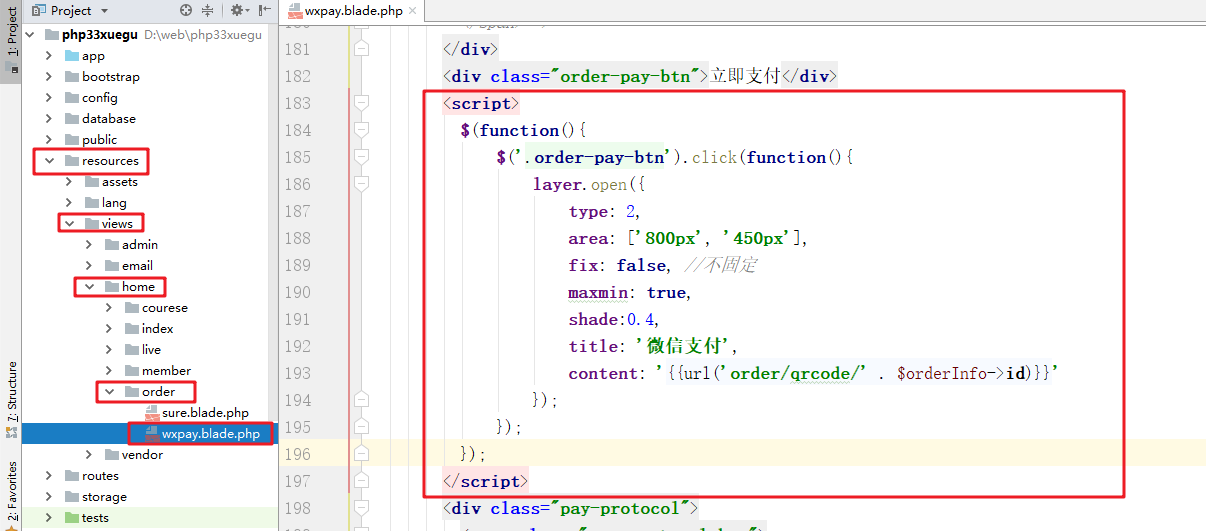 1: Project
Project
wxpay.blade.php
php33xuegu D:\web\php33xuegu
app
bootstrap
config
database
public
resources
assets
lang
views
admin
email
home
courese
index
live
member
order
sure.blade.php
wxpay.blade.php
vendor
routes
storage
tests
7: Structure
2: Favorites
181 </div>
182 <div class="order-pay-btn">立即支付</div>
183 <script>
184 $(function(){
185 $('.order-pay-btn').click(function(){
186 layer.open({
187 type: 2,
188 area: ['800px', '450px'],
189 fix: false, //不固定
190 maxmin: true,
191 shade:0.4,
192 title: '微信支付',
193 content: '{{url('order/qrcode/' . $orderInfo->id)}}'
194 });
195 });
196 });
197 </script>
198 <div class="pay-protocol">